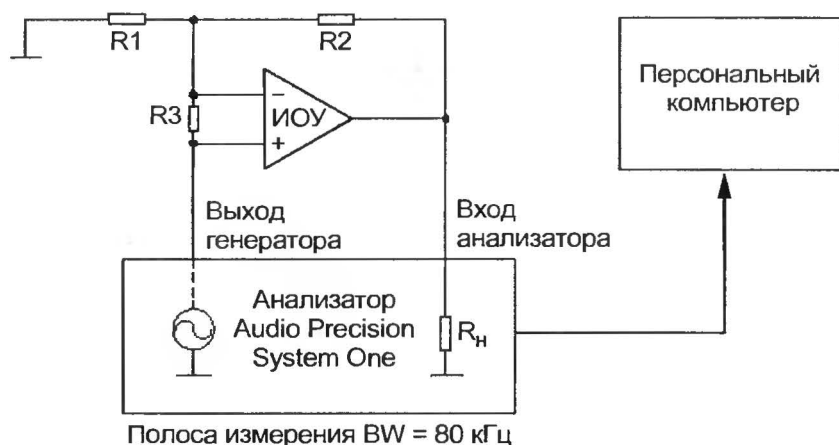 R1
R2
R3
−
ИОУ
+
Персональный
компьютер
Выход
генератора
Вход
анализатора
Анализатор
Audio Precision
System One
Rн
Полоса измерения BW = 80 кГц